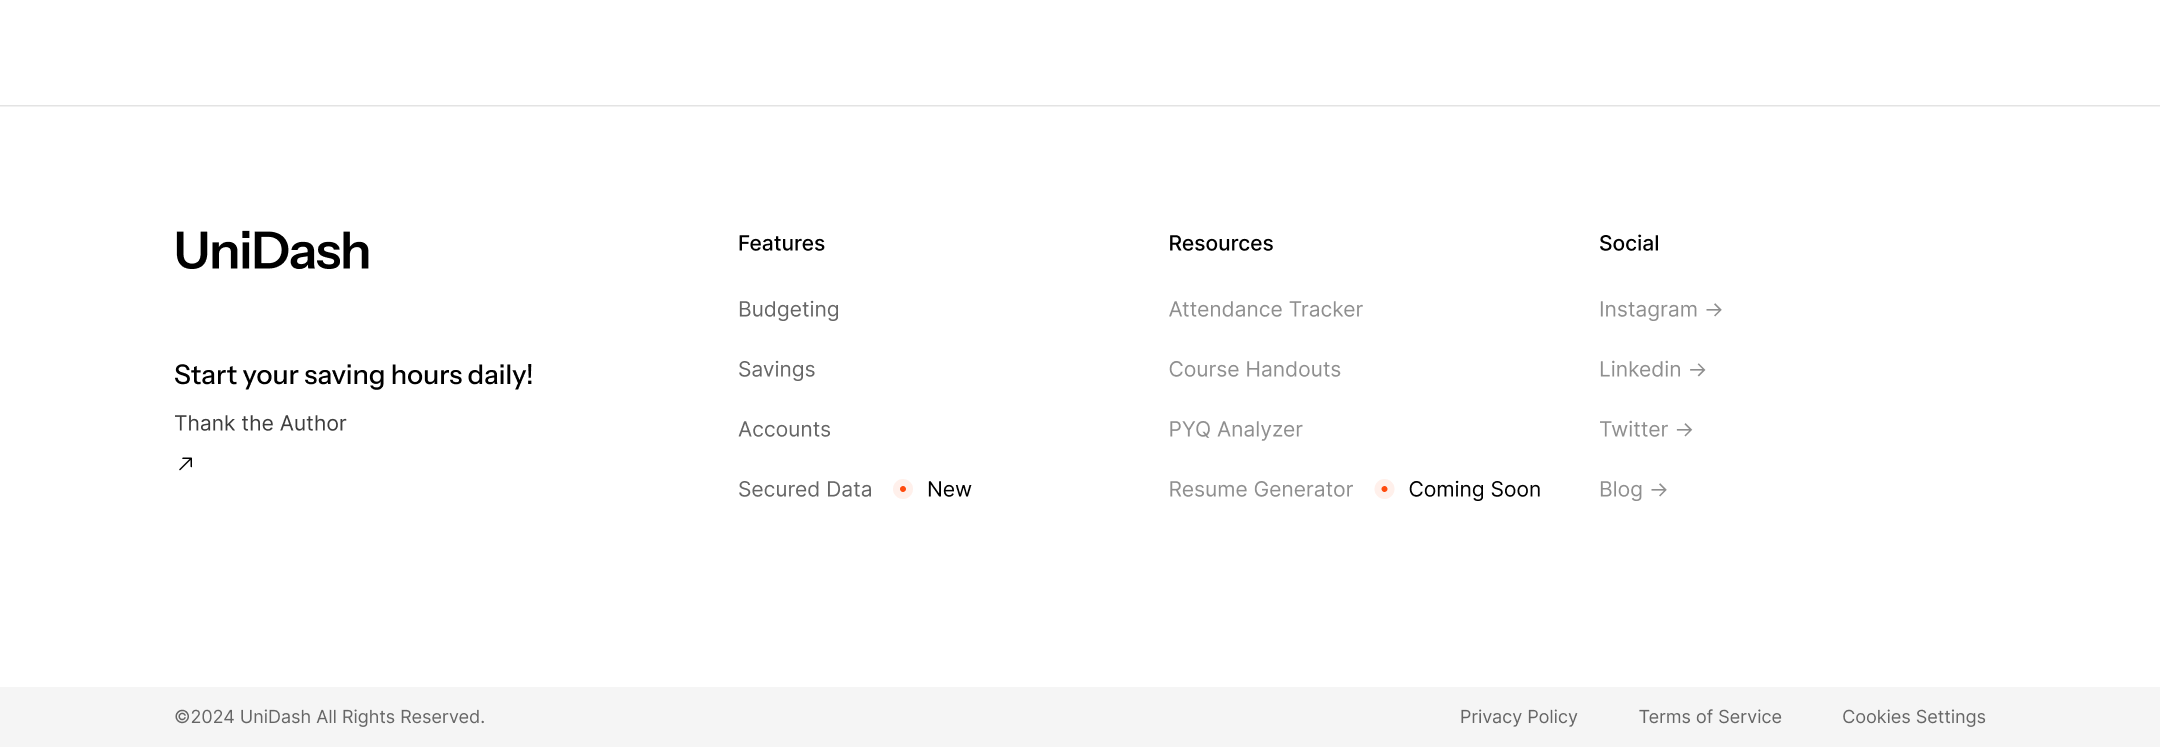 UniDash
Start your saving hours daily!
Thank the Author
Features
Budgeting
Savings
Accounts
Secured Data New
Resources
Attendance Tracker
Course Handouts
PYQ Analyzer
Resume Generator Coming Soon
Social
Instagram →
Linkedin →
Twitter →
Blog →
©2024 UniDash All Rights Reserved.
Privacy Policy
Terms of Service
Cookies Settings